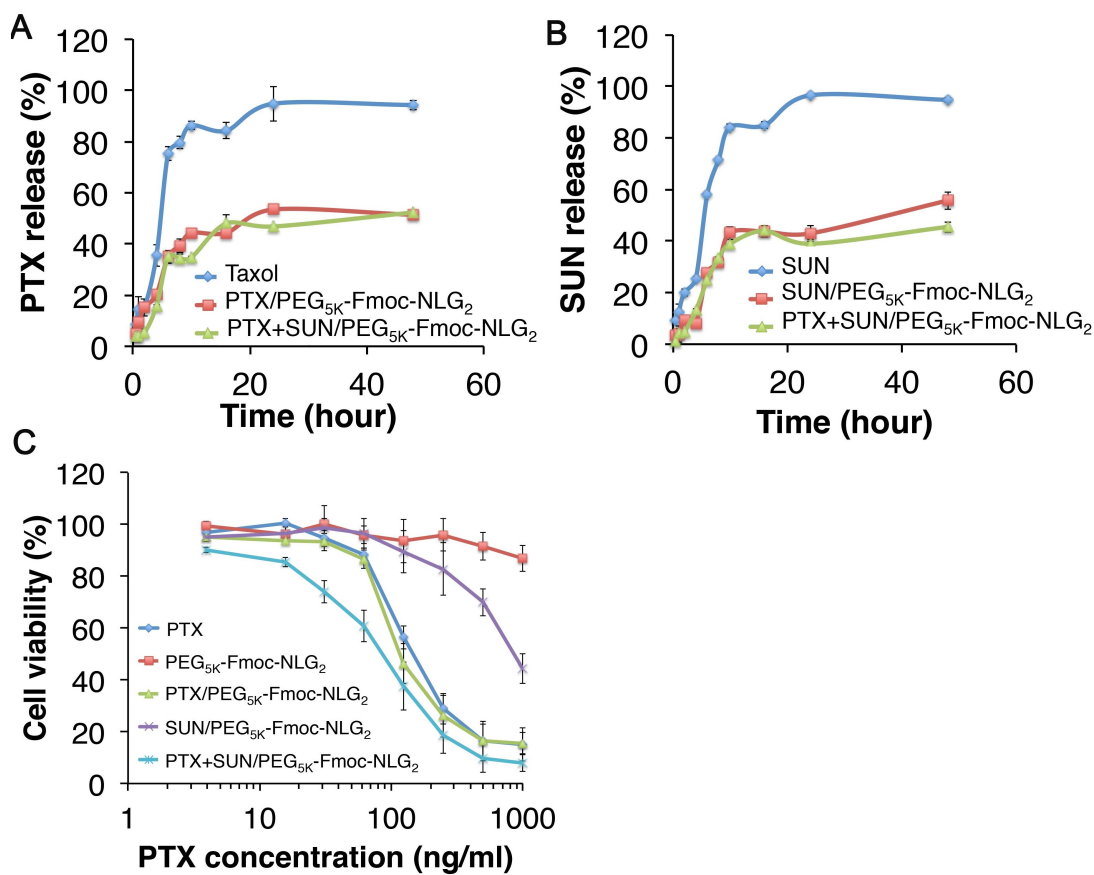 A
PTX release (%)
120
100
80
60
40
20
0
0 20 40 60
Time (hour)
Taxol
PTX/PEG5K-Fmoc-NLG2
PTX+SUN/PEG5K-Fmoc-NLG2
B
SUN release (%)
120
100
80
60
40
20
0
0 20 40 60
Time (hour)
SUN
SUN/PEG5K-Fmoc-NLG2
PTX+SUN/PEG5K-Fmoc-NLG2
C
Cell viability (%)
120
100
80
60
40
20
0
1 10 100 1000
PTX concentration (ng/ml)
PTX
PEG5K-Fmoc-NLG2
PTX/PEG5K-Fmoc-NLG2
SUN/PEG5K-Fmoc-NLG2
PTX+SUN/PEG5K-Fmoc-NLG2